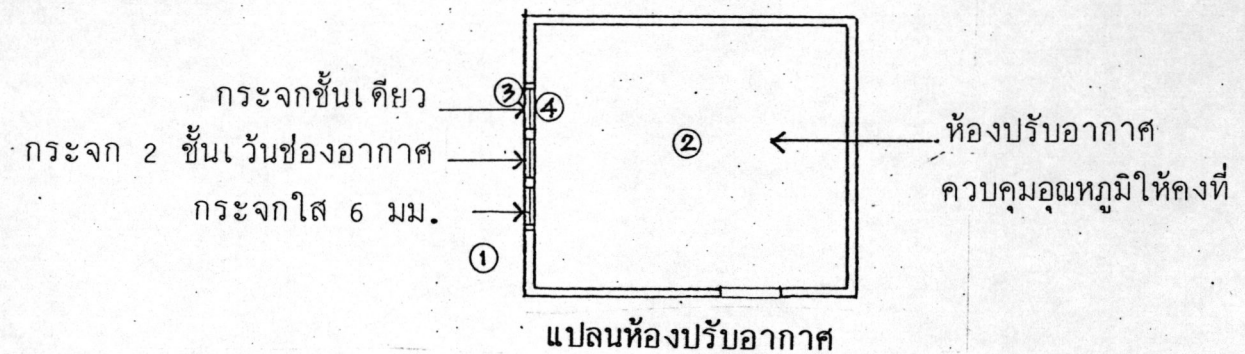 กระจกชั้นเดียว
③
④
กระจก 2 ชั้นเว้นช่องอากาศ
②
ห้องปรับอากาศ
ควบคุมอุณหภูมิให้คงที่
กระจกใส 6 มม.
①
แปลนห้องปรับอากาศ